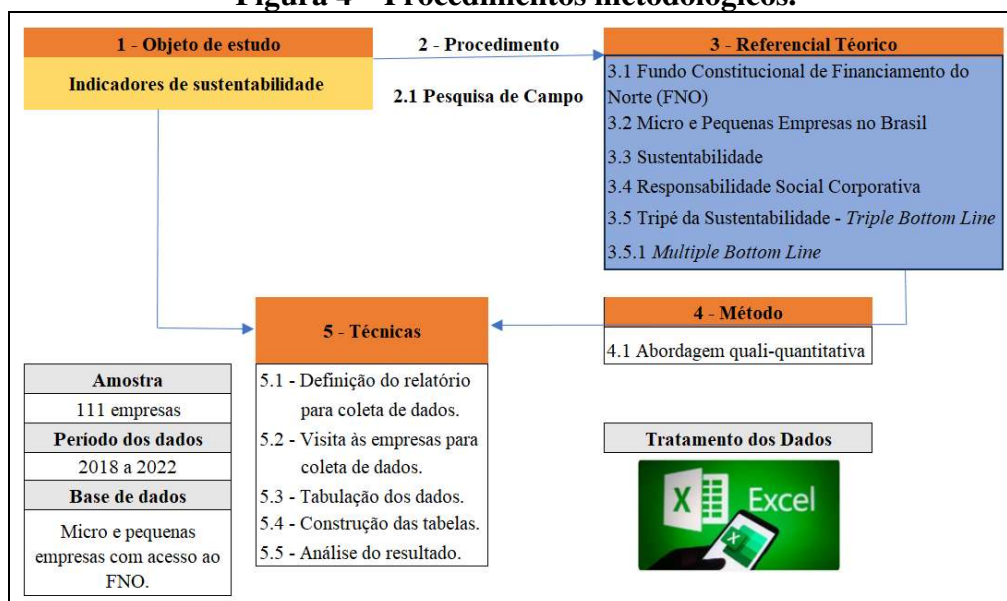 Figura 4 – Procedimentos metodológicos.
1 - Objeto de estudo
Indicadores de sustentabilidade
2 - Procedimento
2.1 Pesquisa de Campo
3 - Referencial Téorico
3.1 Fundo Constitucional de Financiamento do
Norte (FNO)
3.2 Micro e Pequenas Empresas no Brasil
3.3 Sustentabilidade
3.4 Responsabilidade Social Corporativa
3.5 Tripé da Sustentabilidade - Triple Bottom Line
3.5.1 Multiple Bottom Line
4 - Método
4.1 Abordagem quali-quantitativa
5 - Técnicas
5.1 - Definição do relatório
para coleta de dados.
5.2 - Visita às empresas para
coleta de dados.
5.3 - Tabulação dos dados.
5.4 - Construção das tabelas.
5.5 - Análise do resultado.
Amostra
111 empresas
Período dos dados
2018 a 2022
Base de dados
Micro e pequenas
empresas com acesso ao
FNO.
Tratamento dos Dados
X Excel
X